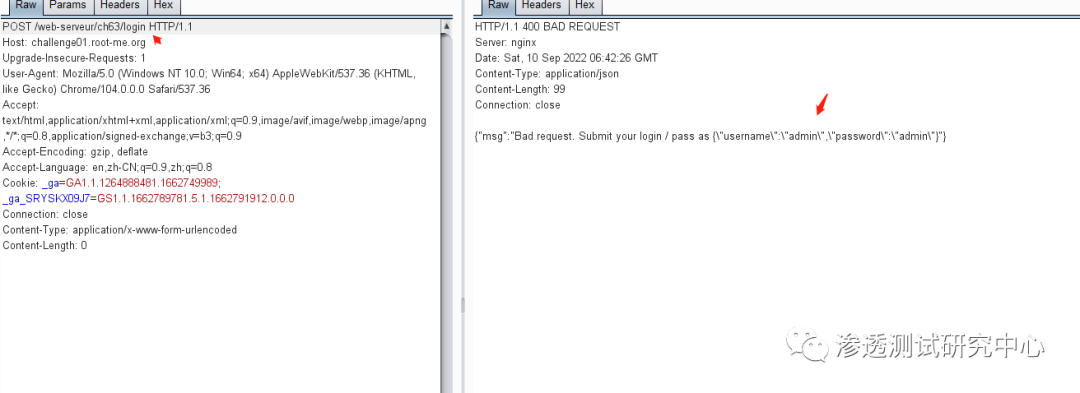 Raw Params Headers Hex
POST /web-serveur/ch63/login HTTP/1.1
Host: challenge01.root-me.org
Upgrade-Insecure-Requests: 1
User-Agent: Mozilla/5.0 (Windows NT 10.0; Win64; x64) AppleWebKit/537.36 (KHTML,
like Gecko) Chrome/104.0.0.0 Safari/537.36
Accept:
text/html,application/xhtml+xml,application/xml;q=0.9,image/avif,image/webp,image/apng
,*/*;q=0.8,application/signed-exchange;v=b3;q=0.9
Accept-Encoding: gzip, deflate
Accept-Language: en,zh-CN;q=0.9,zh;q=0.8
Cookie: _ga=GA1.1.1264888481.1662749989;
_ga_SRYSKX09J7=GS1.1.1662789781.5.1.1662791912.0.0.0
Connection: close
Content-Type: application/x-www-form-urlencoded
Content-Length: 0
Raw Headers Hex
HTTP/1.1 400 BAD REQUEST
Server: nginx
Date: Sat, 10 Sep 2022 06:42:26 GMT
Content-Type: application/json
Content-Length: 99
Connection: close
{"msg":"Bad request. Submit your login / pass as {\"username\":\"admin\",\"password\":\"admin\"}"}
渗透测试研究中心